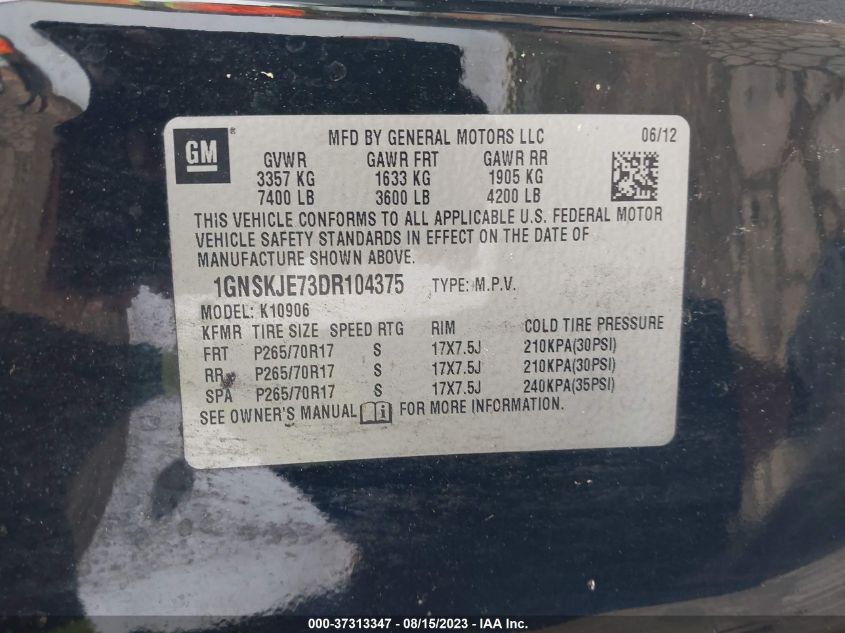 GM ® MFD BY GENERAL MOTORS LLC 06/12
GVWR GAWR FRT GAWR RR
3357 KG 1633 KG 1905 KG
7400 LB 3600 LB 4200 LB
THIS VEHICLE CONFORMS TO ALL APPLICABLE U.S. FEDERAL MOTOR
VEHICLE SAFETY STANDARDS IN EFFECT ON THE DATE OF
MANUFACTURE SHOWN ABOVE.
1GNSKJE73DR104375 TYPE: M.P.V.
MODEL: K10906
KFMR TIRE SIZE SPEED RTG RIM COLD TIRE PRESSURE
FRT P265/70R17 S 17X7.5J 210KPA(30PSI)
RR P265/70R17 S 17X7.5J 210KPA(30PSI)
SPA P265/70R17 S 17X7.5J 240KPA(35PSI)
SEE OWNER'S MANUAL FOR MORE INFORMATION.
000-37313347 - 08/15/2023 - IAA Inc.